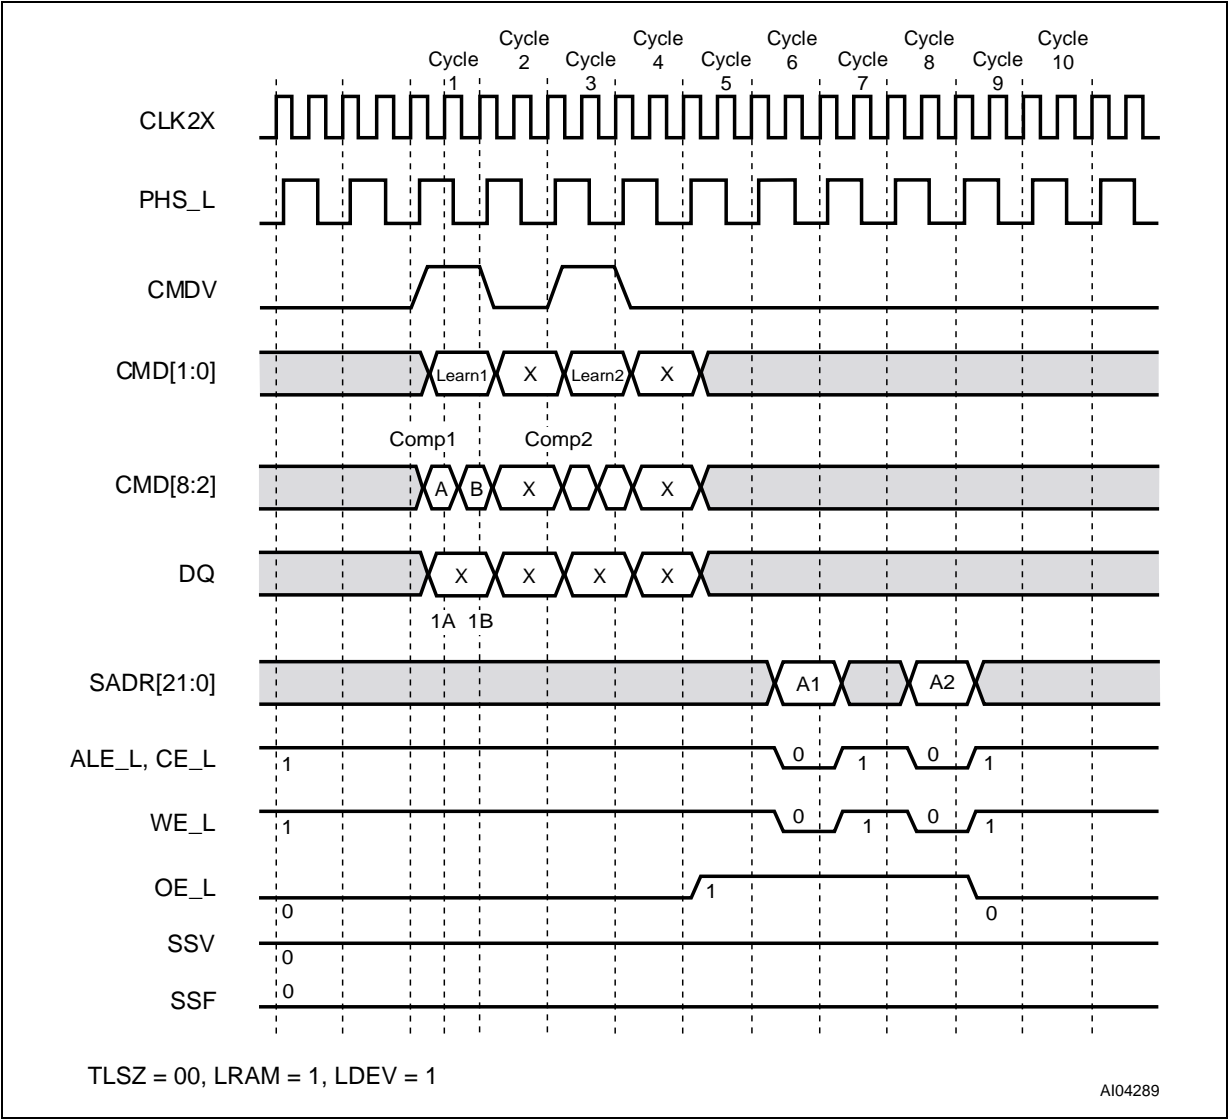 Cycle 2 Cycle 4 Cycle 6 Cycle 8 Cycle 10
Cycle 1 Cycle 3 Cycle 5 Cycle 7 Cycle 9
CLK2X
PHS_L
CMDV
CMD[1:0] Learn1 X Learn2 X
Comp1 Comp2
CMD[8:2] A B X X
DQ X X X X
1A 1B
SADR[21:0] A1 A2
ALE_L, CE_L 1 0 1 0 1
WE_L 1 0 1 0 1
OE_L 0 1 0
SSV 0
SSF 0
TLSZ = 00, LRAM = 1, LDEV = 1
AI04289